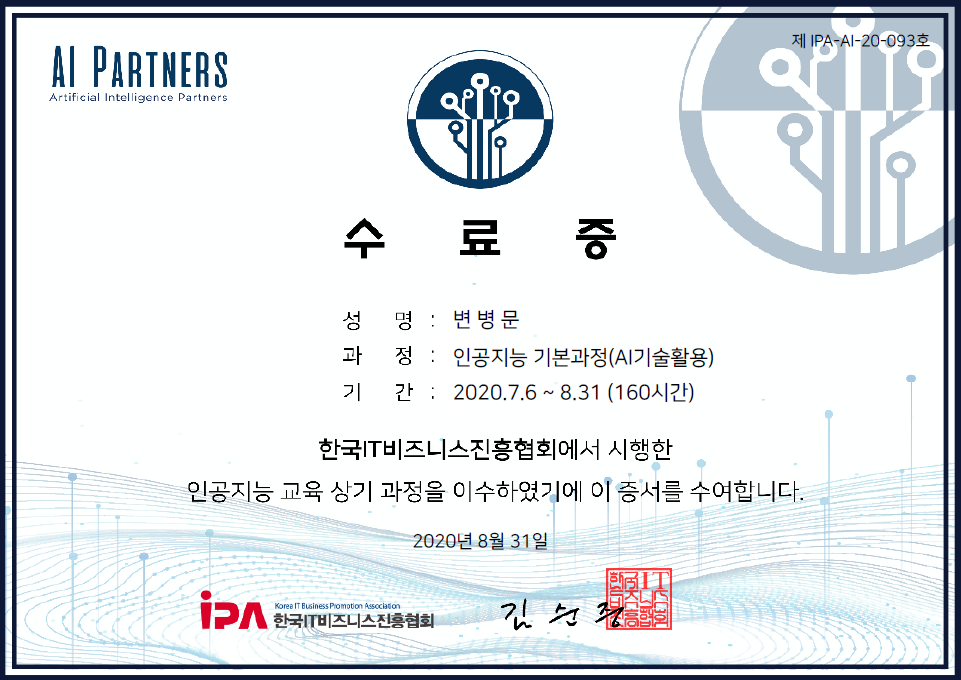 제 IPA-AI-20-093호
AI PARTNERS
Artificial Intelligence Partners
수 료 증
성 명 : 변 병 문
과 정 : 인공지능 기본과정(AI기술활용)
기 간 : 2020.7.6 ~ 8.31 (160시간)
한국IT비즈니스진흥협회에서 시행한
인공지능 교육 상기 과정을 이수하였기에 이 증서를 수여합니다.
2020년 8월 31일
iPA Korea IT Business Promotion Association
한국IT비즈니스진흥협회